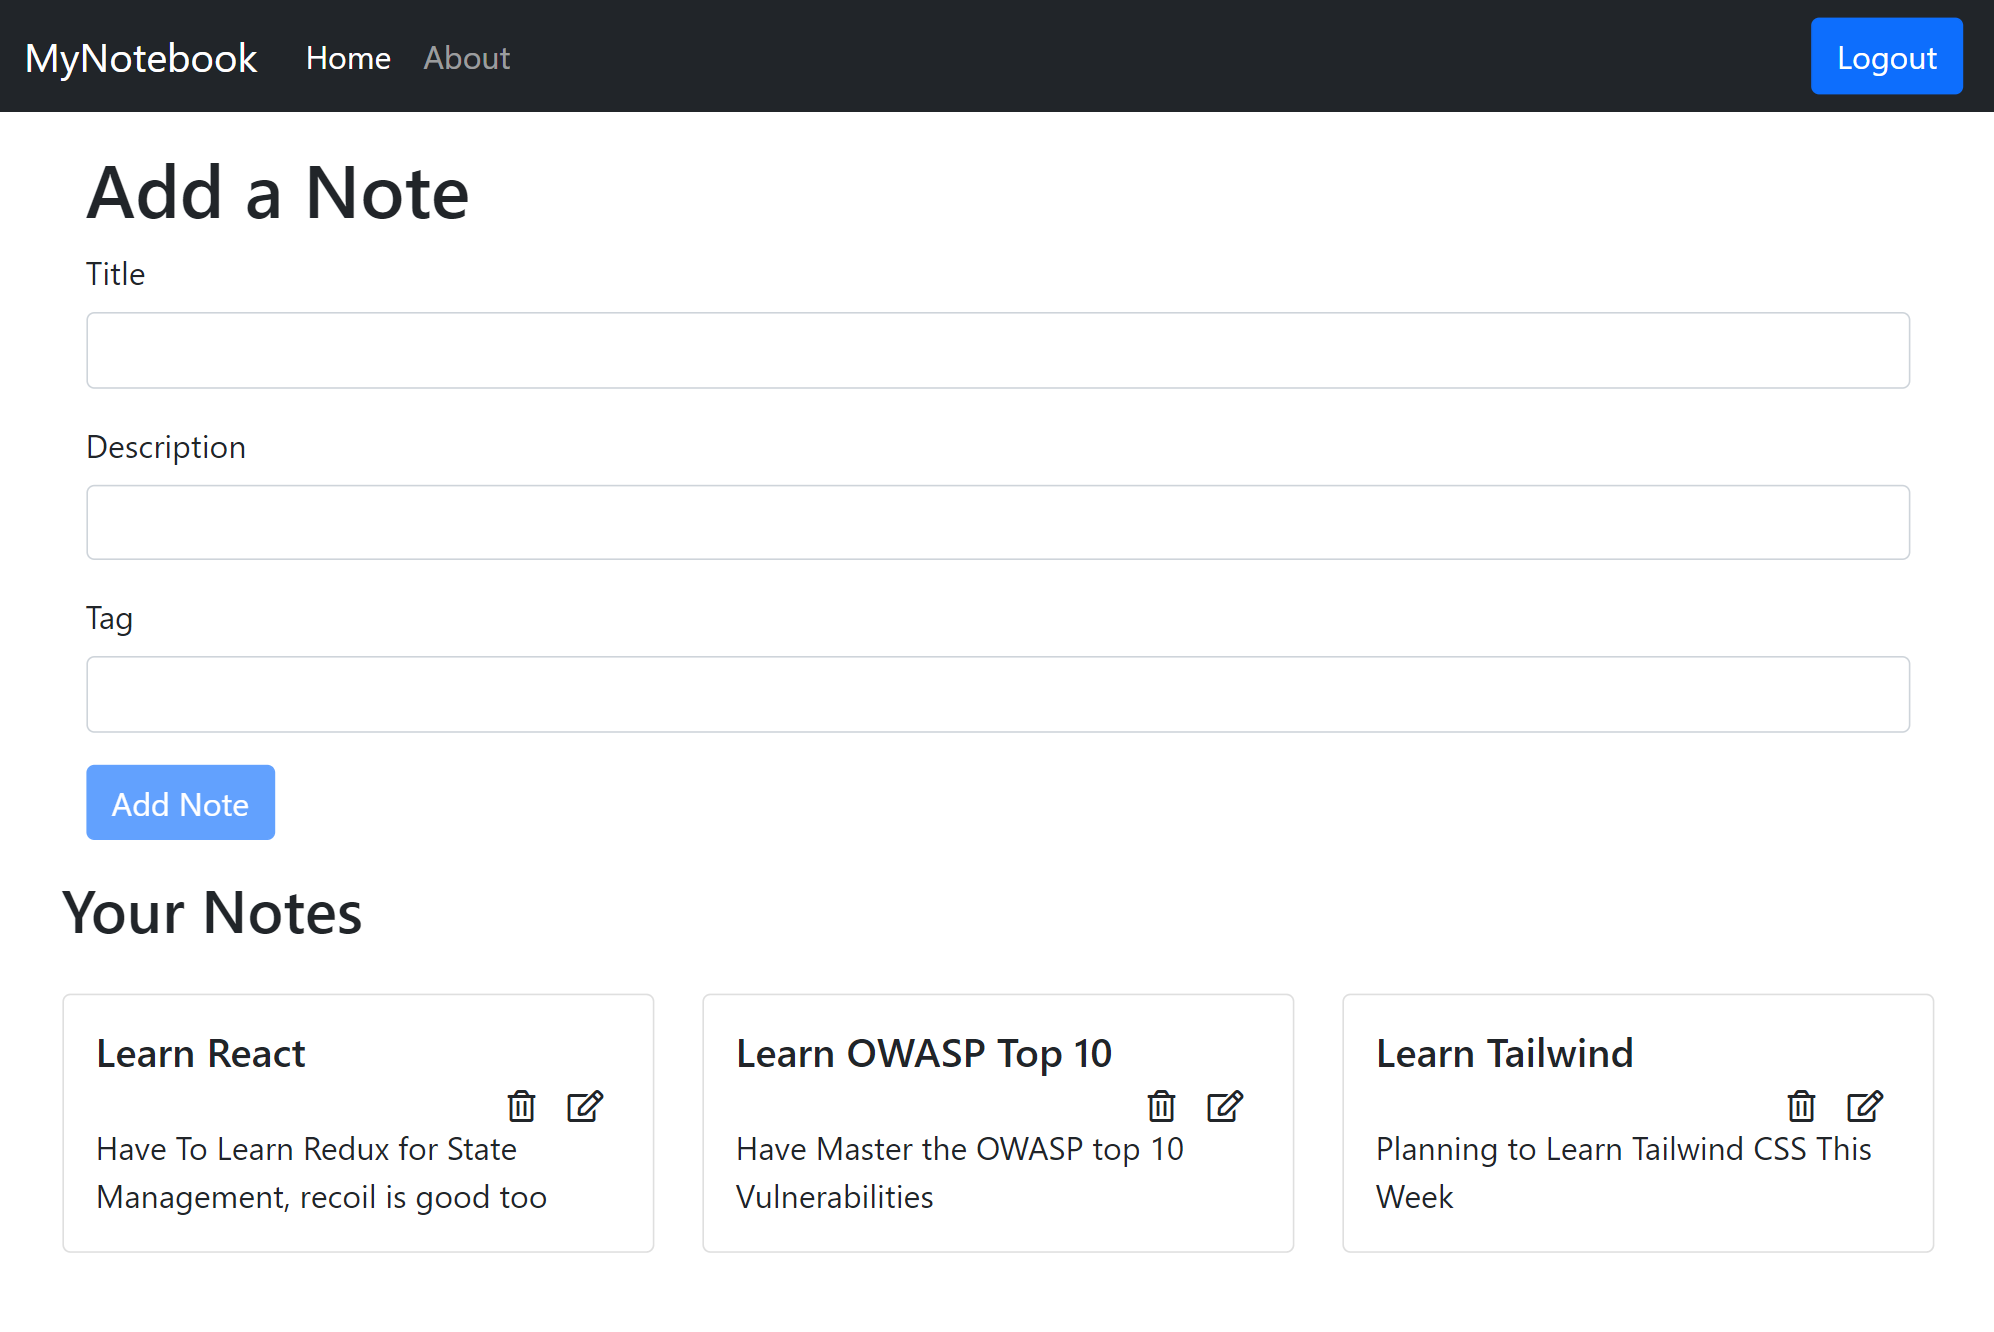 MyNotebook Home About Logout
Add a Note
Title
Description
Tag
Add Note
Your Notes
Learn React
Have To Learn Redux for State
Management, recoil is good too
Learn OWASP Top 10
Have Master the OWASP top 10
Vulnerabilities
Learn Tailwind
Planning to Learn Tailwind CSS This
Week